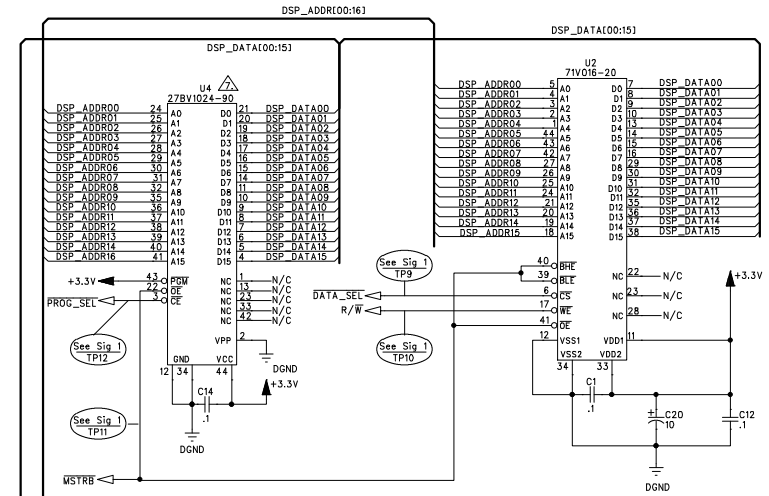 DSP_ADDR[00:16]
DSP_DATA[00:15]
DSP_DATA[00:15]
U4 7.
27BV1024-90
DSP_ADDR00 24 A0 D0 21 DSP_DATA00
DSP_ADDR01 25 A1 D1 20 DSP_DATA01
DSP_ADDR02 26 A2 D2 19 DSP_DATA02
DSP_ADDR03 27 A3 D3 18 DSP_DATA03
DSP_ADDR04 28 A4 D4 17 DSP_DATA04
DSP_ADDR05 29 A5 D5 16 DSP_DATA05
DSP_ADDR06 30 A6 D6 15 DSP_DATA06
DSP_ADDR07 31 A7 D7 14 DSP_DATA07
DSP_ADDR08 32 A8 D8 11 DSP_DATA08
DSP_ADDR09 35 A9 D9 10 DSP_DATA09
DSP_ADDR10 36 A10 D10 9 DSP_DATA10
DSP_ADDR11 37 A11 D11 8 DSP_DATA11
DSP_ADDR12 38 A12 D12 7 DSP_DATA12
DSP_ADDR13 39 A13 D13 6 DSP_DATA13
DSP_ADDR14 40 A14 D14 5 DSP_DATA14
DSP_ADDR16 41 A15 D15 4 DSP_DATA15
+3.3V 43 PGM NC 1 N/C
22 OE NC 13 N/C
PROG_SEL 3 CE NC 23 N/C
NC 33 N/C
NC 42 N/C
VPP 2
DGND
GND VCC
12 34 44
+3.3V
C14
.1
DGND
See Sig 1
TP12
See Sig 1
TP11
MSTRB
U2
71V016-20
DSP_ADDR00 5 A0 D0 7 DSP_DATA00
DSP_ADDR01 4 A1 D1 8 DSP_DATA01
DSP_ADDR02 3 A2 D2 9 DSP_DATA02
DSP_ADDR03 2 A3 D3 10 DSP_DATA03
DSP_ADDR04 1 A4 D4 13 DSP_DATA04
DSP_ADDR05 44 A5 D5 14 DSP_DATA05
DSP_ADDR06 43 A6 D6 15 DSP_DATA06
DSP_ADDR07 42 A7 D7 16 DSP_DATA07
DSP_ADDR08 27 A8 D8 29 DSP_DATA08
DSP_ADDR09 26 A9 D9 30 DSP_DATA09
DSP_ADDR10 25 A10 D10 31 DSP_DATA10
DSP_ADDR11 24 A11 D11 32 DSP_DATA11
DSP_ADDR12 21 A12 D12 35 DSP_DATA12
DSP_ADDR13 20 A13 D13 36 DSP_DATA13
DSP_ADDR14 19 A14 D14 37 DSP_DATA14
DSP_ADDR15 18 A15 D15 38 DSP_DATA15
See Sig 1
TP9
40 BHE
39 BLE NC 22 N/C
DATA_SEL 6 CS NC 23 N/C
R/W 17 WE NC 28 N/C
41 OE
12 VSS1 VDD1 11
VSS2 VDD2
34 33
+3.3V
See Sig 1
TP10
C1
.1
+ C20
10
C12
.1
DGND